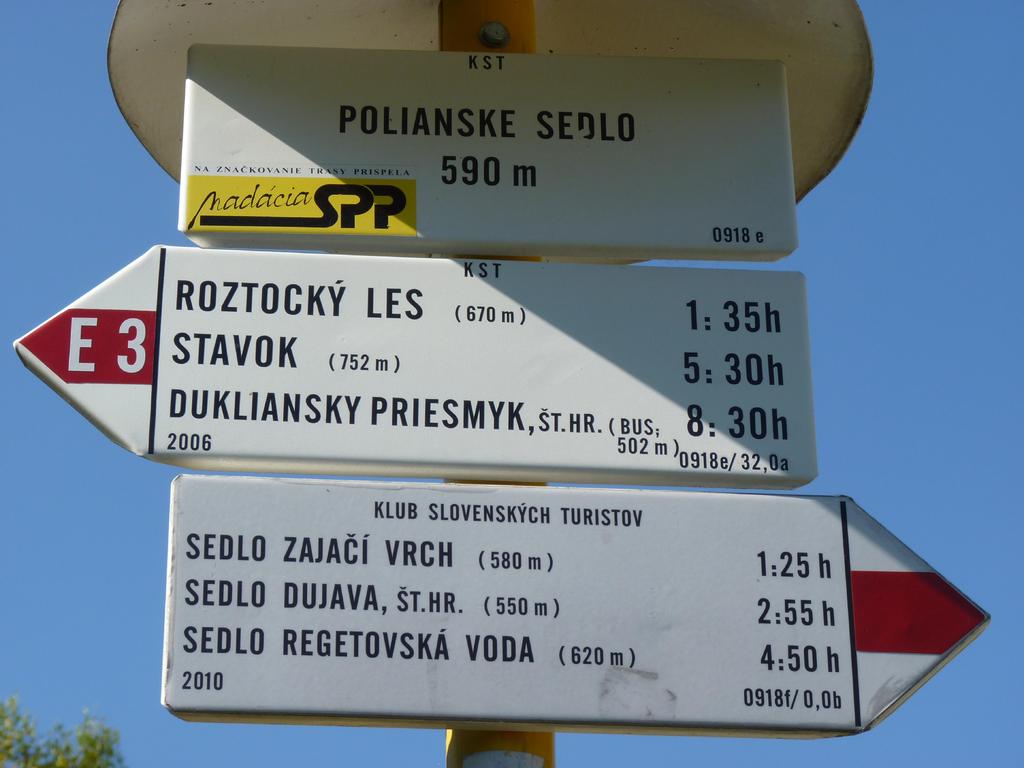 KST
POLIANSKE SEDLO
590 m
NA ZNAČKOVANIE TRASY PRISPELA
nadácia SPP
0918 e
KST
E 3
ROZTOCKÝ LES (670 m) 1: 35h
STAVOK (752 m) 5: 30h
DUKLIANSKY PRIESMYK, ŠT.HR. (BUS; 8: 30h
502 m)
2006 0918e/ 32,0a
KLUB SLOVENSKÝCH TURISTOV
SEDLO ZAJAČÍ VRCH (580 m) 1:25 h
SEDLO DUJAVA, ŠT.HR. (550 m) 2:55 h
SEDLO REGETOVSKÁ VODA (620 m) 4:50 h
2010 0918f/ 0,0b